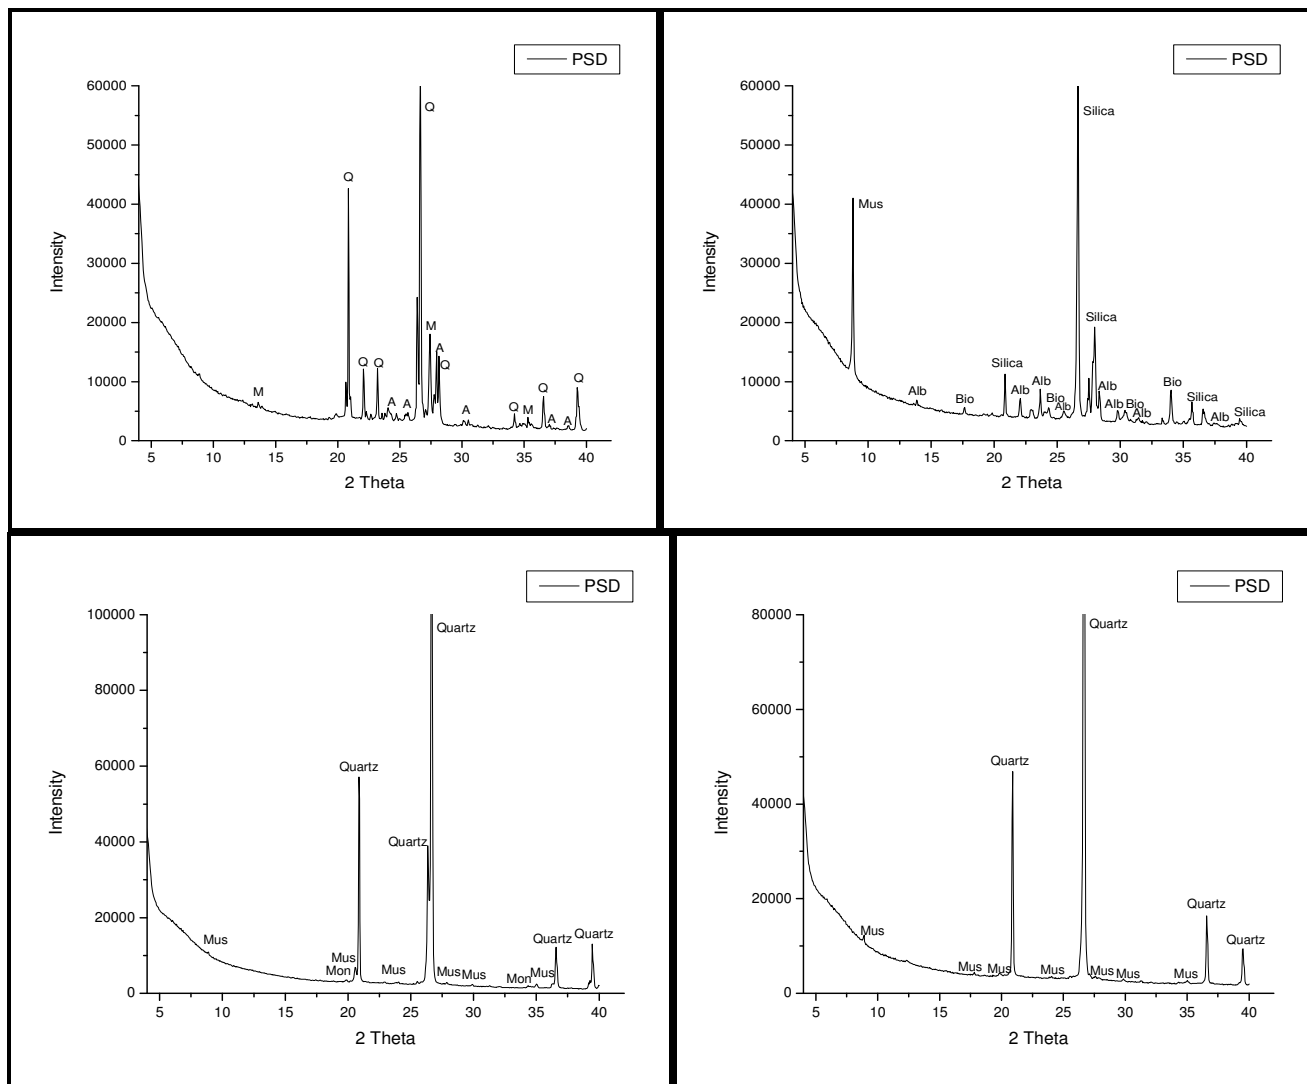 PSD
60000
50000
40000
30000
20000
10000
0
Intensity
5 10 15 20 25 30 35 40
2 Theta
M Q Q Q A A Q M A Q A Q M Q A A Q
PSD
60000
50000
40000
30000
20000
10000
0
Intensity
5 10 15 20 25 30 35 40
2 Theta
Mus Alb Bio Silica Alb Alb Bio Alb Silica Silica Alb Alb Bio Alb Bio Silica Alb Silica
PSD
100000
80000
60000
40000
20000
0
Intensity
5 10 15 20 25 30 35 40
2 Theta
Mus Mon Mus Quartz Mus Quartz Quartz Mus Mus Mon Mus Quartz Quartz
PSD
80000
60000
40000
20000
0
Intensity
5 10 15 20 25 30 35 40
2 Theta
Mus Mus Mus Quartz Mus Quartz Mus Mus Mus Quartz Quartz